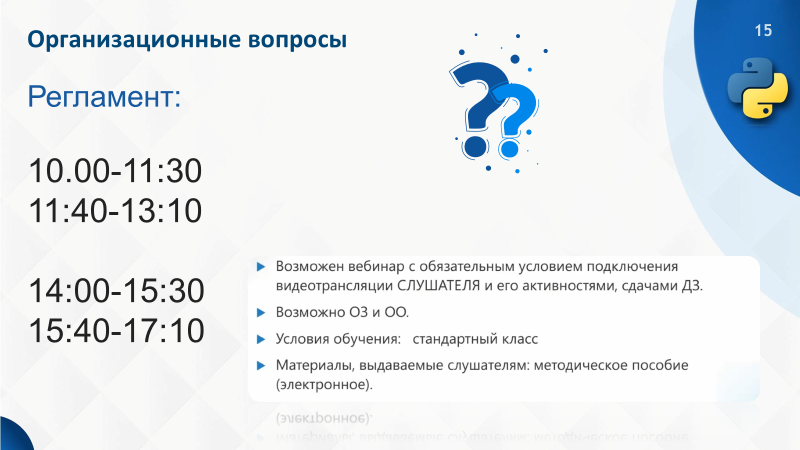 Организационные вопросы
15
Регламент:
10.00-11:30
11:40-13:10
14:00-15:30
15:40-17:10
Возможен вебинар с обязательным условием подключения
видеотрансляции СЛУШАТЕЛЯ и его активностями, сдачами ДЗ.
Возможно ОЗ и ОО.
Условия обучения: стандартный класс
Материалы, выдаваемые слушателям: методическое пособие
(электронное).